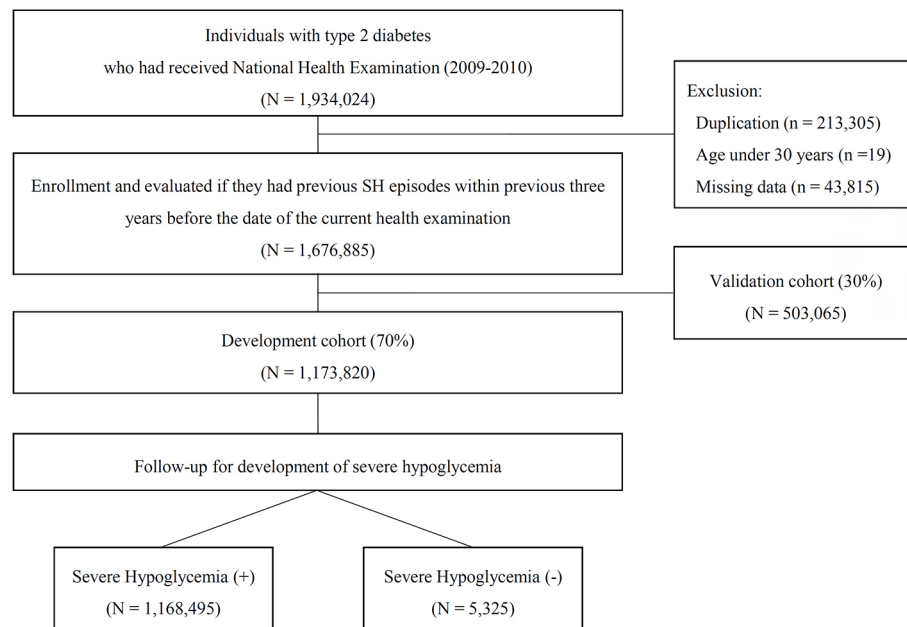 Individuals with type 2 diabetes
who had received National Health Examination (2009-2010)
(N = 1,934,024)
Exclusion:
Duplication (n = 213,305)
Age under 30 years (n =19)
Missing data (n = 43,815)
Enrollment and evaluated if they had previous SH episodes within previous three
years before the date of the current health examination
(N = 1,676,885)
Validation cohort (30%)
(N = 503,065)
Development cohort (70%)
(N = 1,173,820)
Follow-up for development of severe hypoglycemia
Severe Hypoglycemia (+)
(N = 1,168,495)
Severe Hypoglycemia (-)
(N = 5,325)